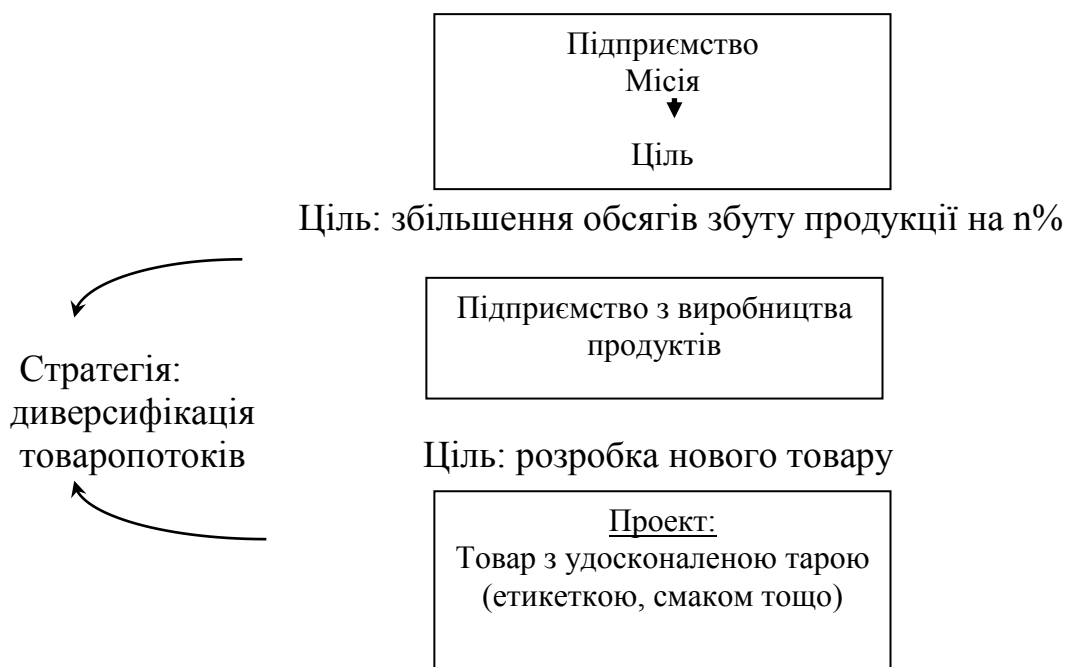 Підприємство
Місія
Ціль
Ціль: збільшення обсягів збуту продукції на n%
Підприємство з виробництва
продуктів
Стратегія:
диверсифікація
товаропотоків
Ціль: розробка нового товару
Проект:
Товар з удосконаленою тарою
(етикеткою, смаком тощо)